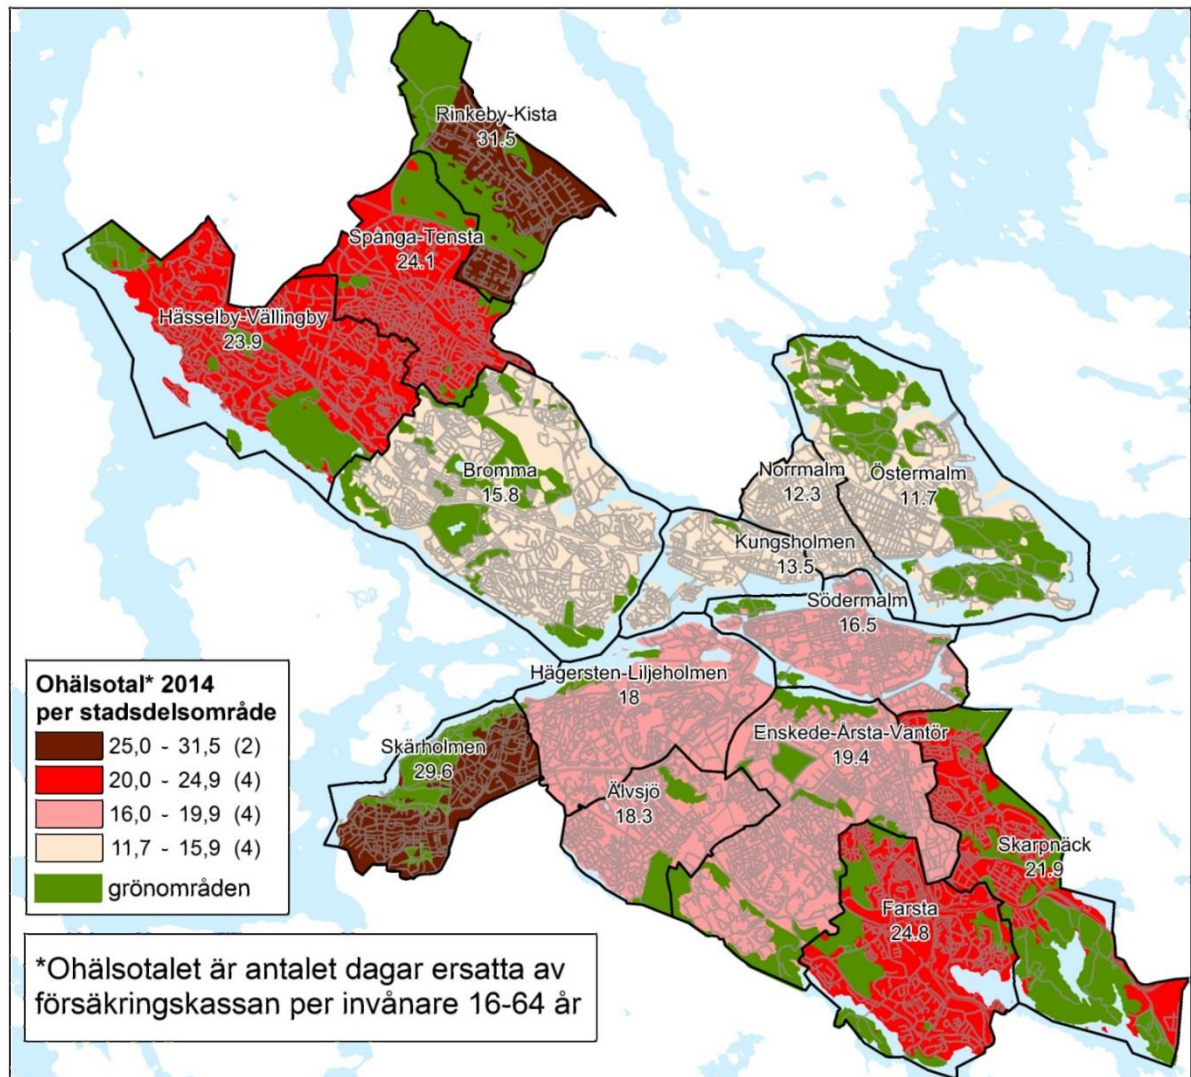 Rinkeby-Kista
31.5
Spånga-Tensta
24.1
Hässelby-Vällingby
23.9
Bromma
15.8
Norrmalm
12.3
Östermalm
11.7
Kungsholmen
13.5
Södermalm
16.5
Hägersten-Liljeholmen
18
Enskede-Årsta-Vantör
19.4
Skärholmen
29.6
Älvsjö
18.3
Skarpnäck
21.9
Farsta
24.8
Ohälsotal* 2014
per stadsdelsområde
25,0 - 31,5 (2)
20,0 - 24,9 (4)
16,0 - 19,9 (4)
11,7 - 15,9 (4)
grönområden
*Ohälsotalet är antalet dagar ersatta av
försäkringskassan per invånare 16-64 år